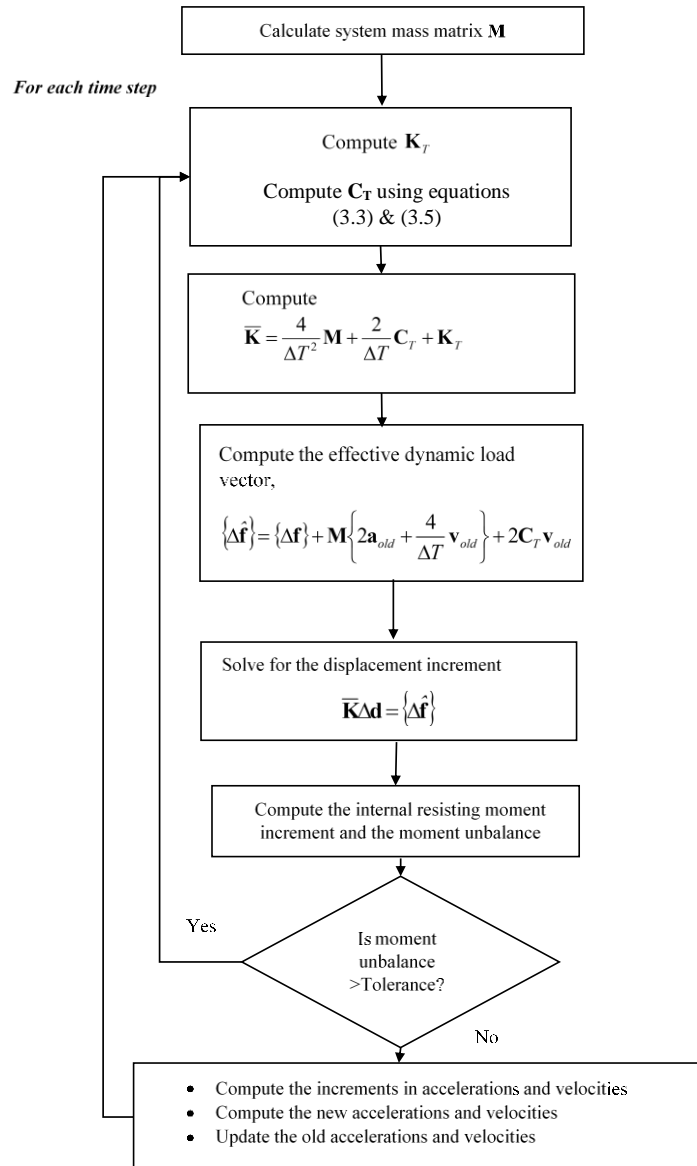 Calculate system mass matrix M
For each time step
Compute K_T
Compute C_T using equations
(3.3) & (3.5)
Compute
K̅ = 4/ΔT² M + 2/ΔT C_T + K_T
Compute the effective dynamic load
vector,
{Δf̂} = {Δf} + M{2a_old + 4/ΔT v_old} + 2C_T v_old
Solve for the displacement increment
K̅Δd = {Δf̂}
Compute the internal resisting moment
increment and the moment unbalance
Yes
Is moment
unbalance
>Tolerance?
No
• Compute the increments in accelerations and velocities
• Compute the new accelerations and velocities
• Update the old accelerations and velocities